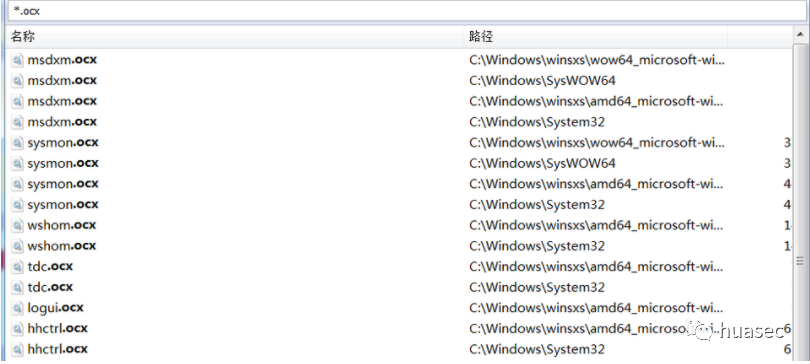 *.ocx
名称 路径
msdxm.ocx C:\Windows\winsxs\wow64_microsoft-wi...
msdxm.ocx C:\Windows\SysWOW64
msdxm.ocx C:\Windows\winsxs\amd64_microsoft-wi...
msdxm.ocx C:\Windows\System32
sysmon.ocx C:\Windows\winsxs\wow64_microsoft-wi... 3
sysmon.ocx C:\Windows\SysWOW64 3
sysmon.ocx C:\Windows\winsxs\amd64_microsoft-wi... 4
sysmon.ocx C:\Windows\System32 4
wshom.ocx C:\Windows\winsxs\amd64_microsoft-wi... 1
wshom.ocx C:\Windows\System32 1
tdc.ocx C:\Windows\winsxs\amd64_microsoft-wi...
tdc.ocx C:\Windows\System32
logui.ocx C:\Windows\winsxs\amd64_microsoft-wi...
hhctrl.ocx C:\Windows\winsxs\amd64_microsoft-wi... 6
hhctrl.ocx C:\Windows\System32 6
huasec